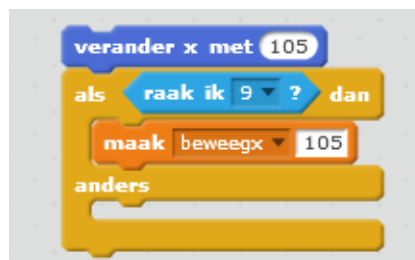 verander x met 105
als raak ik 9 ? dan
maak beweegx 105
anders